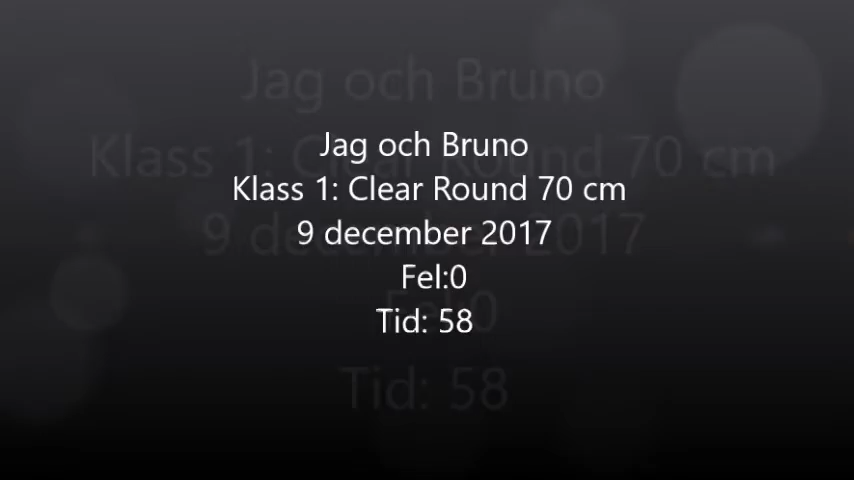 Jag och Bruno
Klass 1: Clear Round 70 cm
9 december 2017
Fel:0
Tid: 58